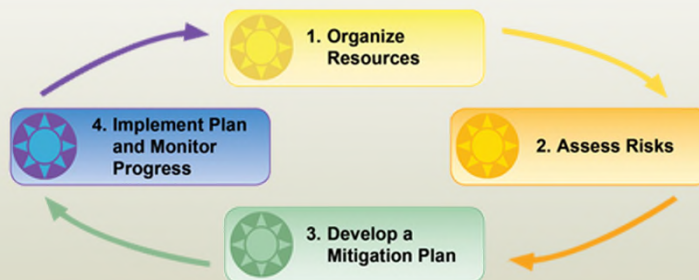 1. Organize
Resources
2. Assess Risks
3. Develop a
Mitigation Plan
4. Implement Plan
and Monitor
Progress